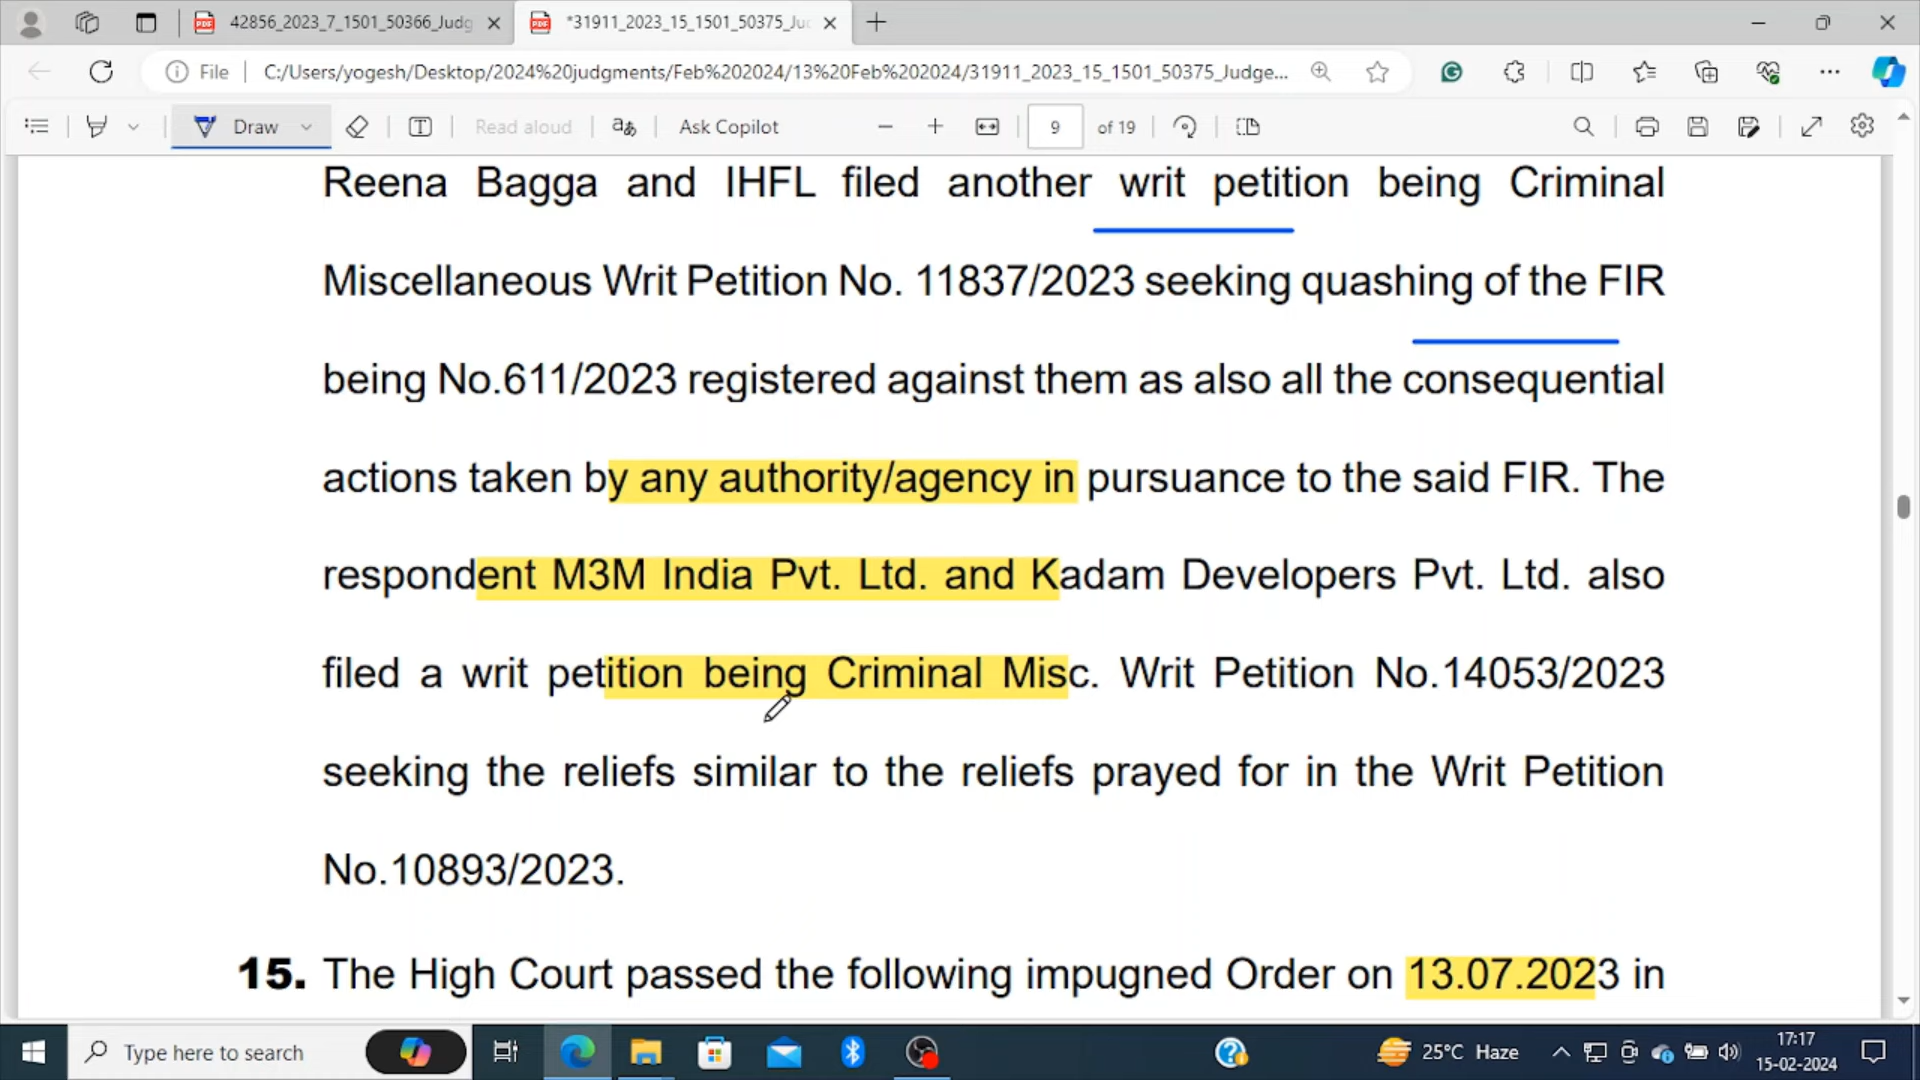 42856_2023_7_1501_50366_Judg
*31911_2023_15_1501_50375_Ju
File
C:/Users/yogesh/Desktop/2024%20judgments/Feb%202024/13%20Feb%202024/31911_2023_15_1501_50375_Judge...
Draw
Read aloud
Ask Copilot
9 of 19
Reena Bagga and IHFL filed another writ petition being Criminal
Miscellaneous Writ Petition No. 11837/2023 seeking quashing of the FIR
being No.611/2023 registered against them as also all the consequential
actions taken by any authority/agency in pursuance to the said FIR. The
respondent M3M India Pvt. Ltd. and Kadam Developers Pvt. Ltd. also
filed a writ petition being Criminal Misc. Writ Petition No.14053/2023
seeking the reliefs similar to the reliefs prayed for in the Writ Petition
No.10893/2023.
15. The High Court passed the following impugned Order on 13.07.2023 in
Type here to search
25°C Haze
17:17
15-02-2024